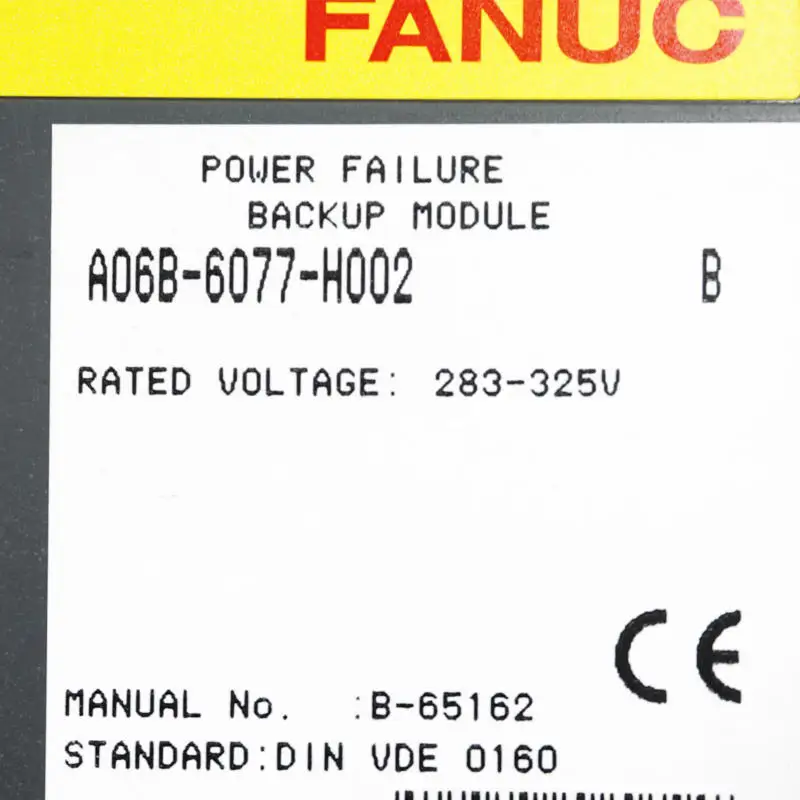 FANUC
POWER FAILURE
BACKUP MODULE
A06B-6077-H002 B
RATED VOLTAGE: 283-325V
CE
MANUAL No. :B-65162
STANDARD:DIN VDE 0160